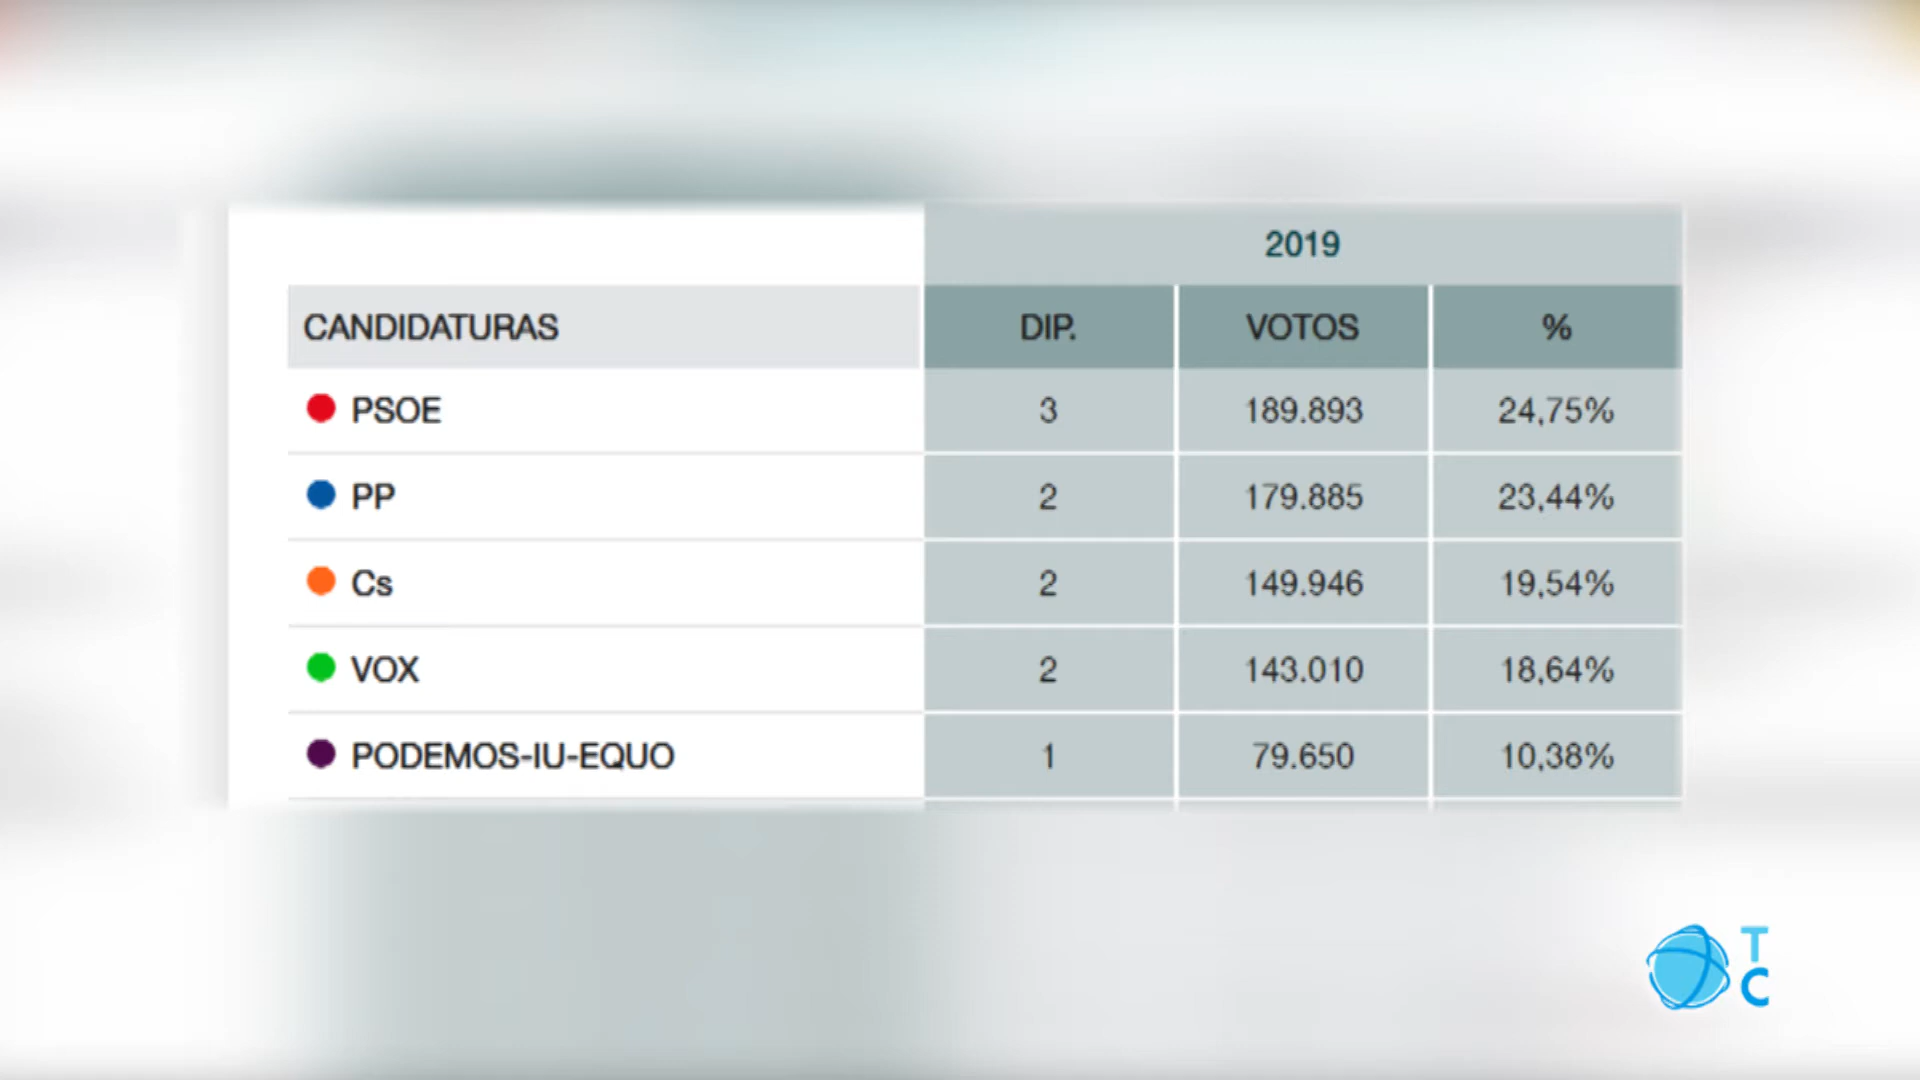 2019
CANDIDATURAS DIP. VOTOS %
PSOE 3 189.893 24,75%
PP 2 179.885 23,44%
Cs 2 149.946 19,54%
VOX 2 143.010 18,64%
PODEMOS-IU-EQUO 1 79.650 10,38%
T
C